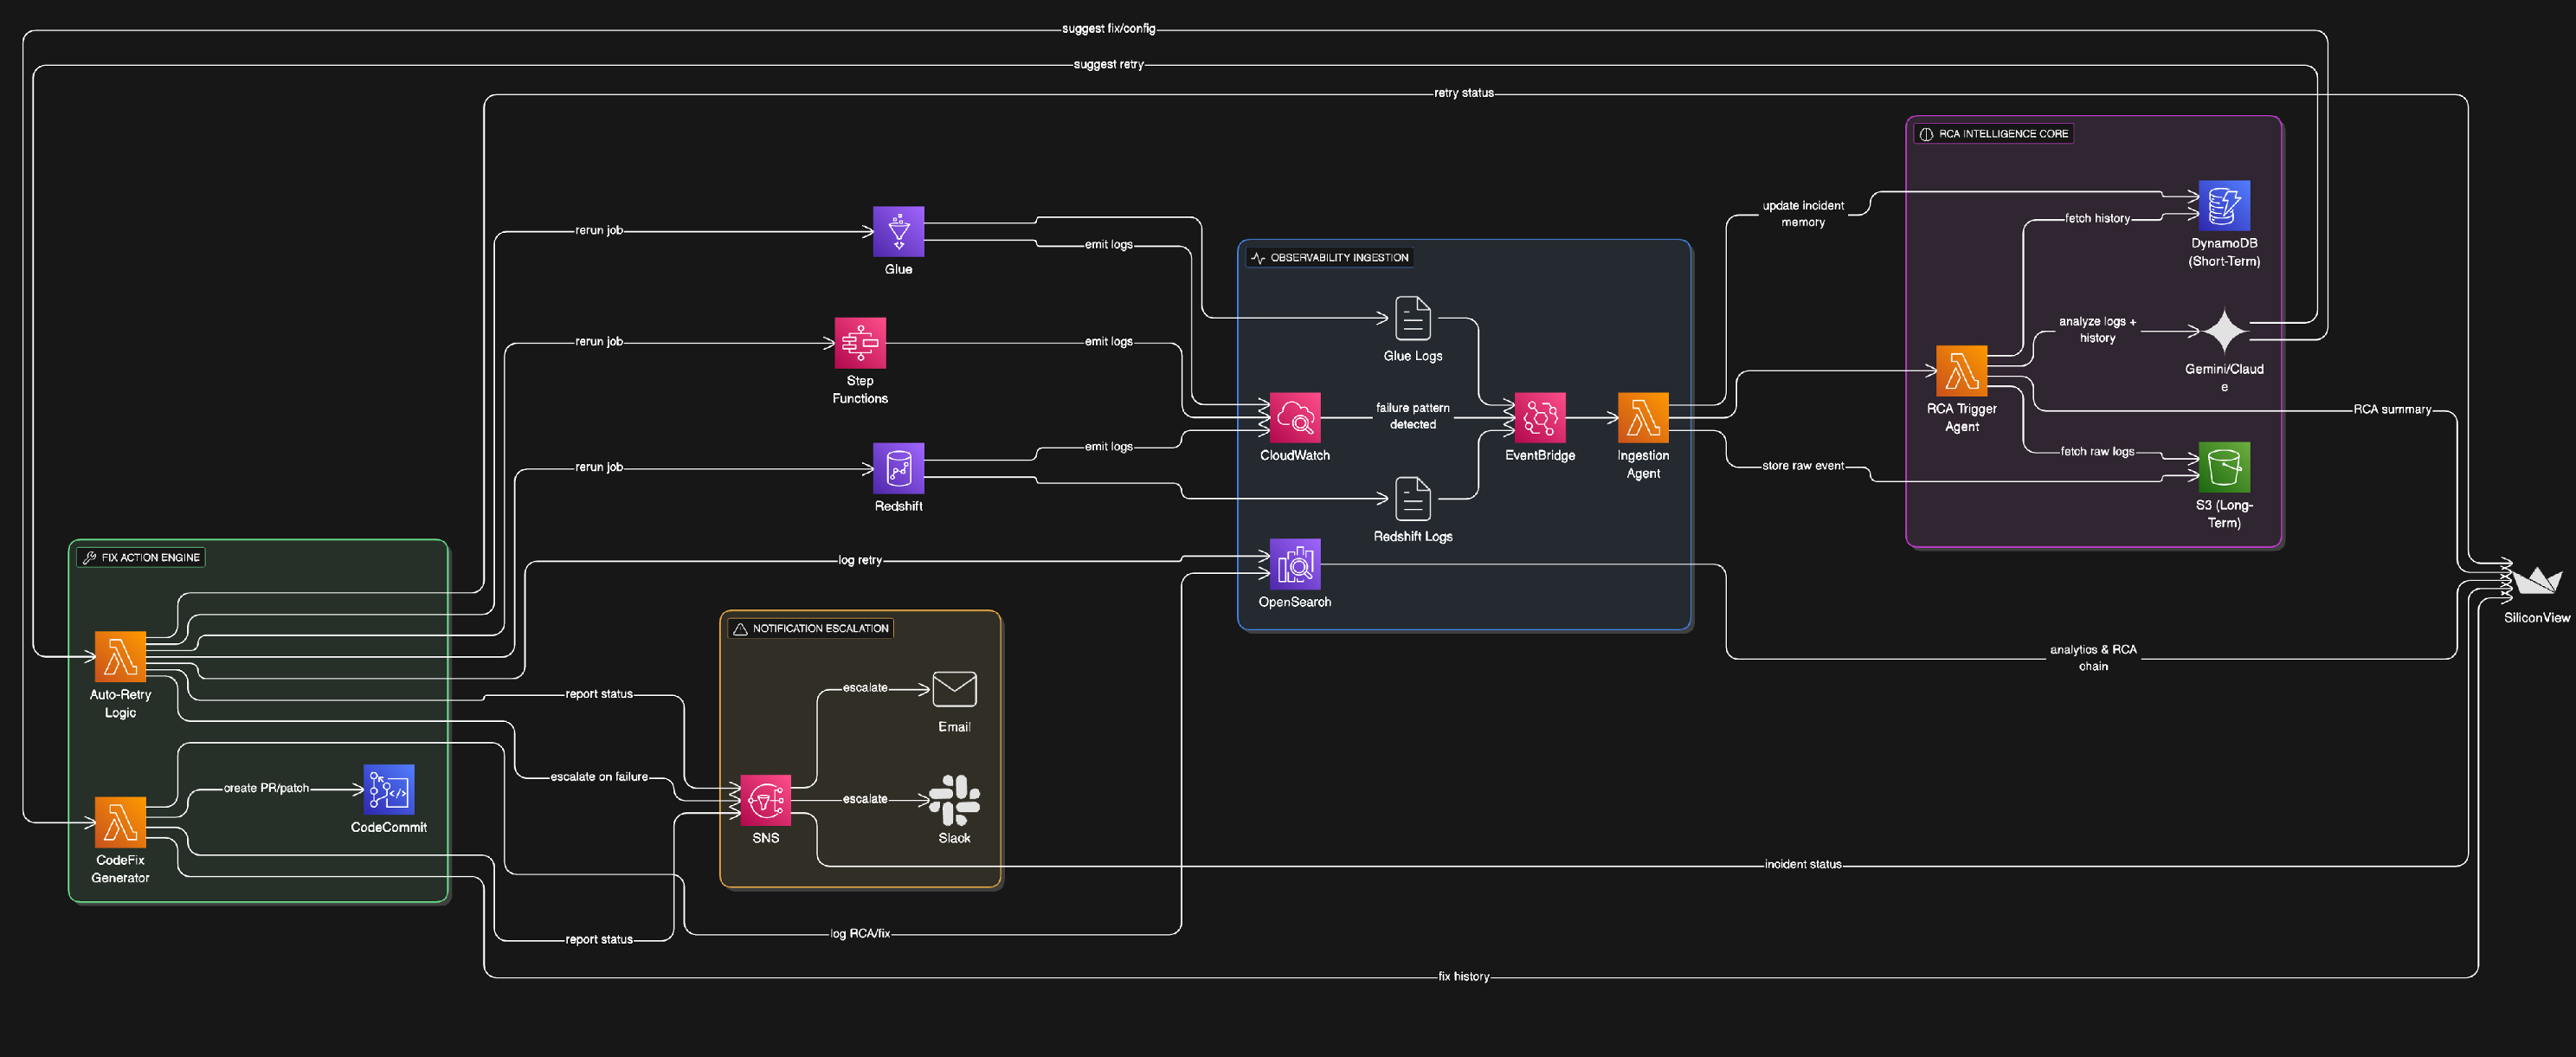 suggest fix/config
suggest retry
retry status
RCA INTELLIGENCE CORE
update incident
memory
fetch history
DynamoDB
(Short-Term)
rerun job
Glue
emit logs
OBSERVABILITY INGESTION
Glue Logs
analyze logs +
history
Gemini/Claud
e
rerun job
Step
Functions
emit logs
CloudWatch
failure pattern
detected
EventBridge
Ingestion
Agent
RCA Trigger
Agent
RCA summary
rerun job
Redshift
emit logs
Redshift Logs
store raw event
fetch raw logs
S3 (Long-
Term)
FIX ACTION ENGINE
log retry
OpenSearch
SiliconView
NOTIFICATION ESCALATION
analytics & RCA
chain
Auto-Retry
Logic
report status
escalate
Email
escalate on failure
create PR/patch
CodeCommit
SNS
escalate
Slack
CodeFix
Generator
incident status
report status
log RCA/fix
fix history